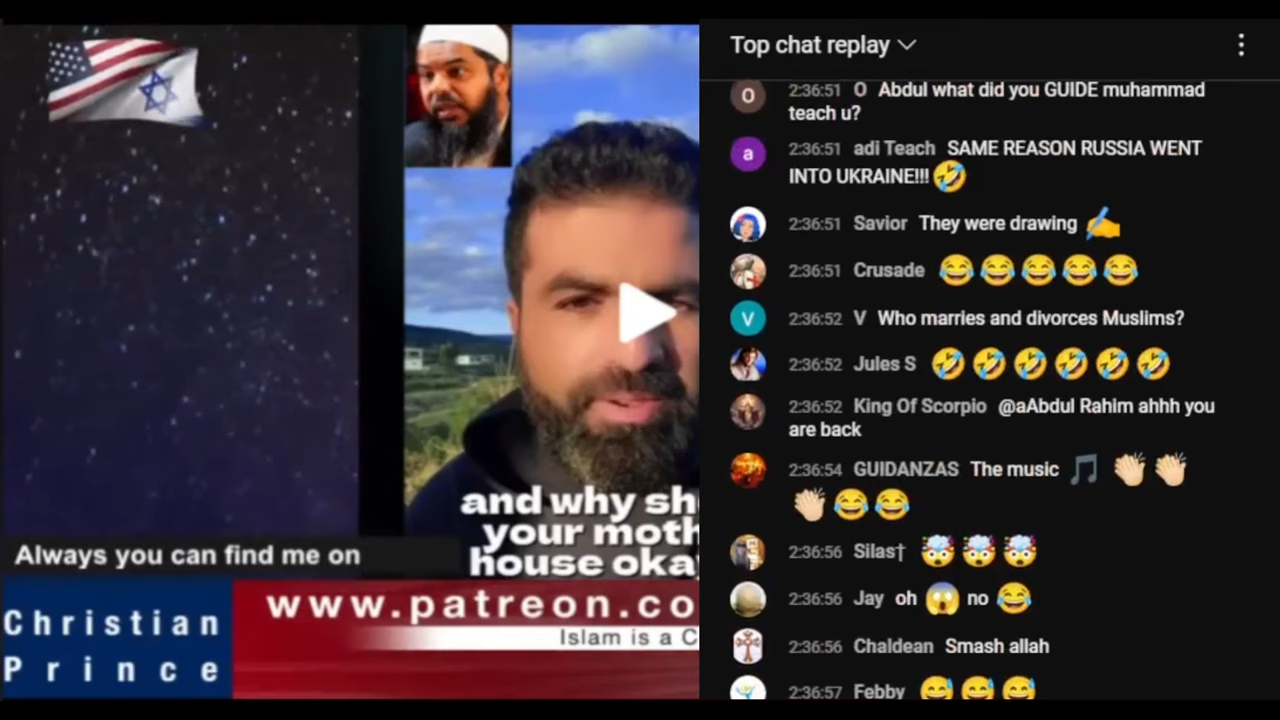 Always you can find me on
Christian
Prince
and why sh
your moth
house okay
www.patreon.co
Islam is a C
Top chat replay
2:36:51 O Abdul what did you GUIDE muhammad
teach u?
2:36:51 adi Teach SAME REASON RUSSIA WENT
INTO UKRAINE!!! 🤣
2:36:51 Savior They were drawing ✍️
2:36:51 Crusade 😂😂😂😂😂
2:36:52 V Who marries and divorces Muslims?
2:36:52 Jules S 🤣🤣🤣🤣🤣🤣
2:36:52 King Of Scorpio @aAbdul Rahim ahhh you
are back
2:36:54 GUIDANZAS The music 🎵 👏🏻👏🏻
👏🏻😂😂
2:36:56 Silas† 🤯🤯🤯
2:36:56 Jay oh 😱 no 😂
2:36:56 Chaldean Smash allah
2:36:57 Febby 😅😅😅
O
a
V